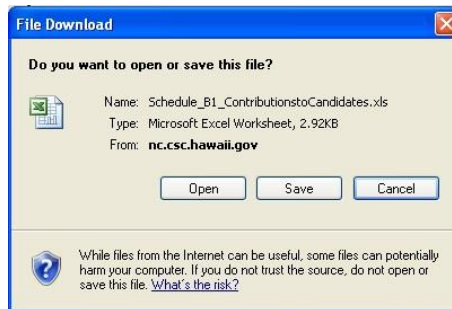 File Download
Do you want to open or save this file?
Name: Schedule_B1_ContributionstoCandidates.xls
Type: Microsoft Excel Worksheet, 2.92KB
From: nc.csc.hawaii.gov
Open Save Cancel
While files from the Internet can be useful, some files can potentially
harm your computer. If you do not trust the source, do not open or
save this file. What's the risk?